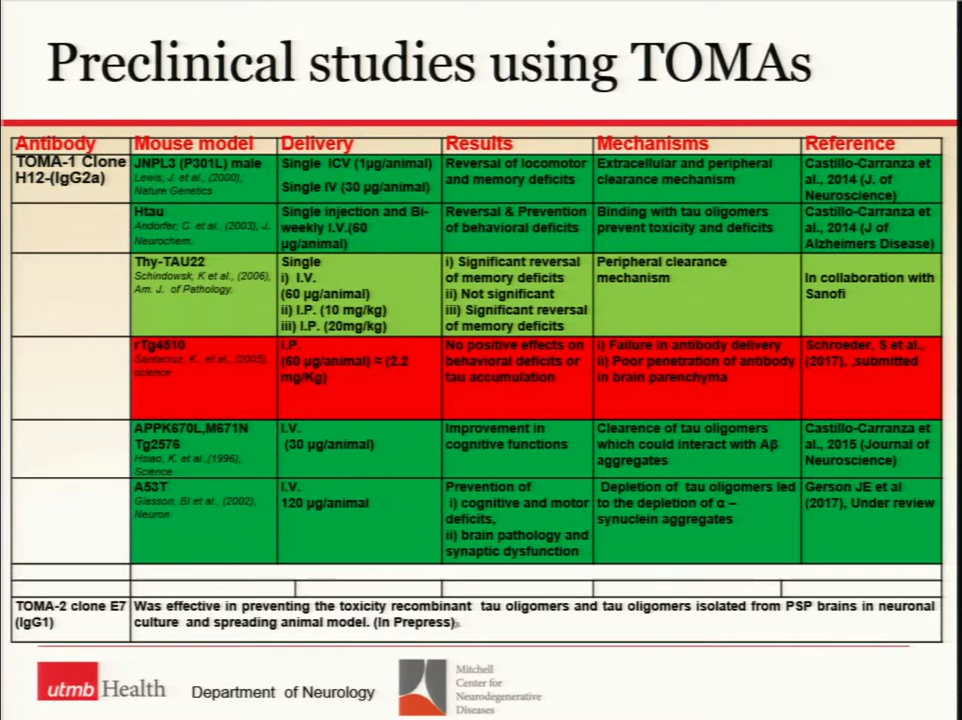 Preclinical studies using TOMAs
Antibody Mouse model Delivery Results Mechanisms Reference
TOMA-1 Clone
H12-(IgG2a)
JNPL3 (P301L) male
Lewis, J. et al., (2000),
Nature Genetics
Single ICV (1µg/animal)
Single IV (30 µg/animal)
Reversal of locomotor
and memory deficits
Extracellular and peripheral
clearance mechanism
Castillo-Carranza et
al., 2014 (J. of
Neuroscience)
Htau
Andorfer, C. et al., (2003), J.
Neurochem.
Single injection and Bi-
weekly I.V.(60
µg/animal)
Reversal & Prevention
of behavioral deficits
Binding with tau oligomers
prevent toxicity and deficits
Castillo-Carranza et
al., 2014 (J of
Alzheimers Disease)
Thy-TAU22
Schindowsk, K et al., (2006),
Am. J. of Pathology.
Single
i) I.V.
(60 µg/animal)
ii) I.P. (10 mg/kg)
iii) I.P. (20mg/kg)
i) Significant reversal
of memory deficits
ii) Not significant
iii) Significant reversal
of memory deficits
Peripheral clearance
mechanism
In collaboration with
Sanofi
rTg4510
Santacruz, K. et al., (2005),
science
I.P.
(60 µg/animal) = (2.2
mg/Kg)
No positive effects on
behavioral deficits or
tau accumulation
i) Failure in antibody delivery
ii) Poor penetration of antibody
in brain parenchyma
Schroeder, S et al.,
(2017), ,submitted
APPK670L,M671N
Tg2576
Hsiao, K. et al.,(1996),
Science
I.V.
(30 µg/animal)
Improvement in
cognitive functions
Clearence of tau oligomers
which could interact with Aβ
aggregates
Castillo-Carranza et
al., 2015 (Journal of
Neuroscience)
A53T
Giasson, BI et al., (2002),
Neuron
I.V.
120 µg/animal
Prevention of
i) cognitive and motor
deficits,
ii) brain pathology and
synaptic dysfunction
Depletion of tau oligomers led
to the depletion of α –
synuclein aggregates
Gerson JE et al
(2017), Under review
TOMA-2 clone E7
(IgG1)
Was effective in preventing the toxicity recombinant tau oligomers and tau oligomers isolated from PSP brains in neuronal
culture and spreading animal model. (In Prepress).
utmb Health
Department of Neurology
Mitchell
Center for
Neurodegenerative
Diseases